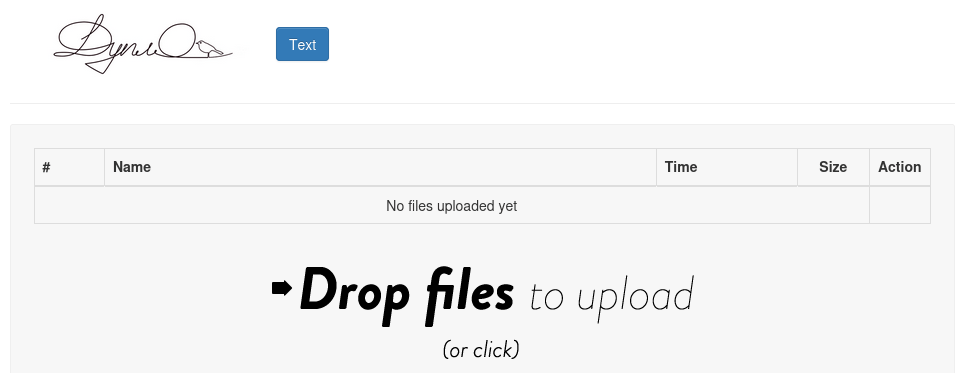 Text
# Name Time Size Action
No files uploaded yet
Drop files to upload
(or click)